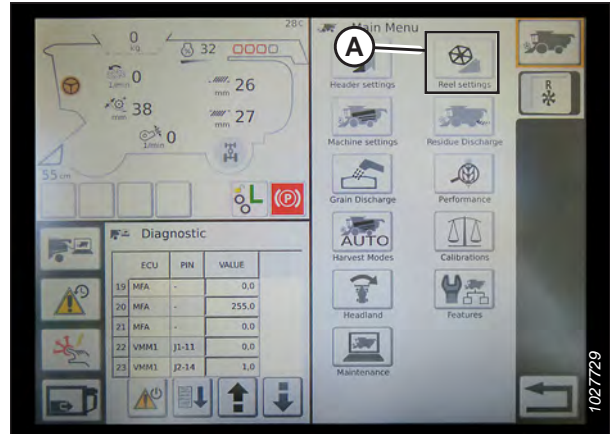 28C
Main Menu
A
0
kg
32
0
1/min
26
mm
38
mm
27
mm
0
1/min
55 cm
L
(P)
R
Header settings
Reel settings
Machine settings
Residue Discharge
Grain Discharge
Performance
AUTO
Harvest Modes
Calibrations
Headland
Features
Maintenance
Diagnostic
ECU PIN VALUE
19 MFA - 0,0
20 MFA - 255.0
21 MFA - 0.0
22 VMM1 J1-11 0,0
23 VMM1 J2-14 1,0
1027729